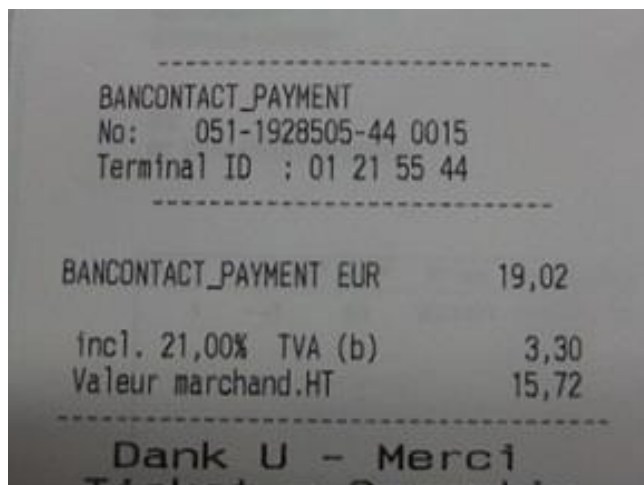 BANCONTACT_PAYMENT
No: 051-1928505-44 0015
Terminal ID : 01 21 55 44
BANCONTACT_PAYMENT EUR 19,02
incl. 21,00% TVA (b) 3,30
Valeur marchand.HT 15,72
Dank U - Merci